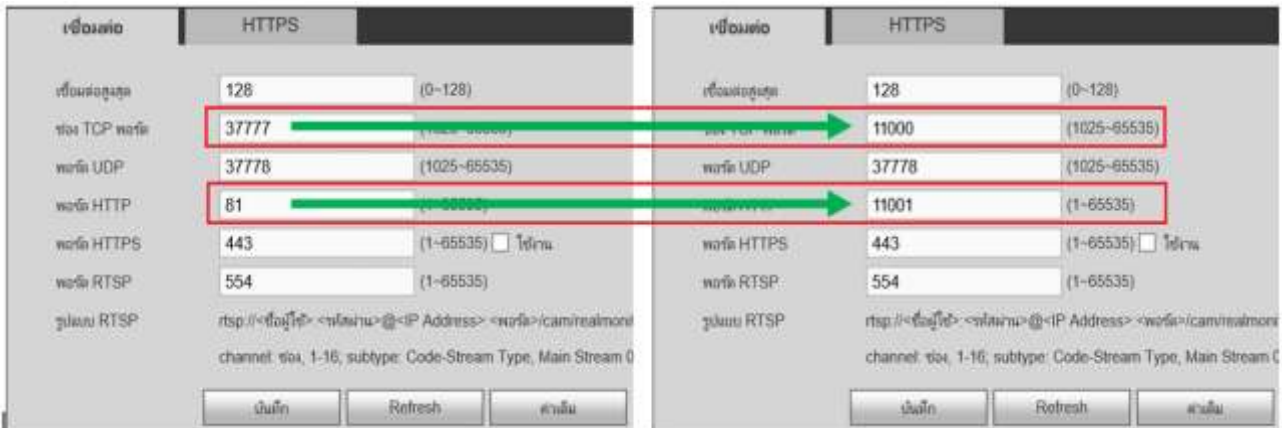 เชื่อมต่อ HTTPS
เชื่อมต่อสูงสุด 128 (0~128)
ช่อง TCP พอร์ต 37777
พอร์ต UDP 37778 (1025~65535)
พอร์ต HTTP 81
พอร์ต HTTPS 443 (1~65535) ใช้งาน
พอร์ต RTSP 554 (1~65535)
รูปแบบ RTSP rtsp://<ชื่อผู้ใช้>:<รหัสผ่าน>@<IP Address>:<พอร์ต>/cam/realmoni
channel: ช่อง, 1-16; subtype: Code-Stream Type, Main Stream 0
บันทึก Refresh ค่าเดิม
เชื่อมต่อ HTTPS
เชื่อมต่อสูงสุด 128 (0~128)
11000 (1025~65535)
พอร์ต UDP 37778 (1025~65535)
11001 (1~65535)
พอร์ต HTTPS 443 (1~65535) ใช้งาน
พอร์ต RTSP 554 (1~65535)
รูปแบบ RTSP rtsp://<ชื่อผู้ใช้>:<รหัสผ่าน>@<IP Address>:<พอร์ต>/cam/realmoni
channel: ช่อง, 1-16; subtype: Code-Stream Type, Main Stream 0
บันทึก Refresh ค่าเดิม